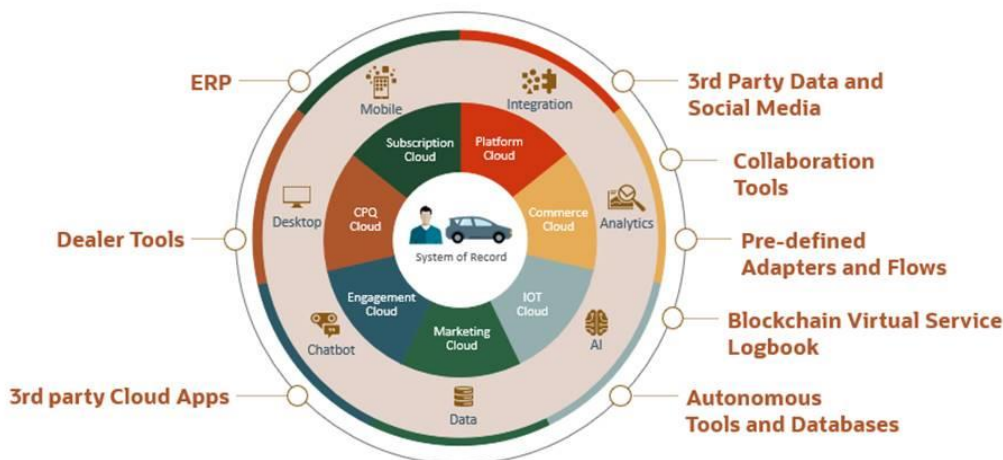 ERP
3rd Party Data and
Social Media
Mobile
Integration
Subscription
Cloud
Platform
Cloud
Collaboration
Tools
Desktop
CPQ
Cloud
Commerce
Cloud
Analytics
Dealer Tools
System of Record
Pre-defined
Adapters and Flows
Engagement
Cloud
IOT
Cloud
Marketing
Cloud
Chatbot
AI
Blockchain Virtual Service
Logbook
3rd party Cloud Apps
Data
Autonomous
Tools and Databases